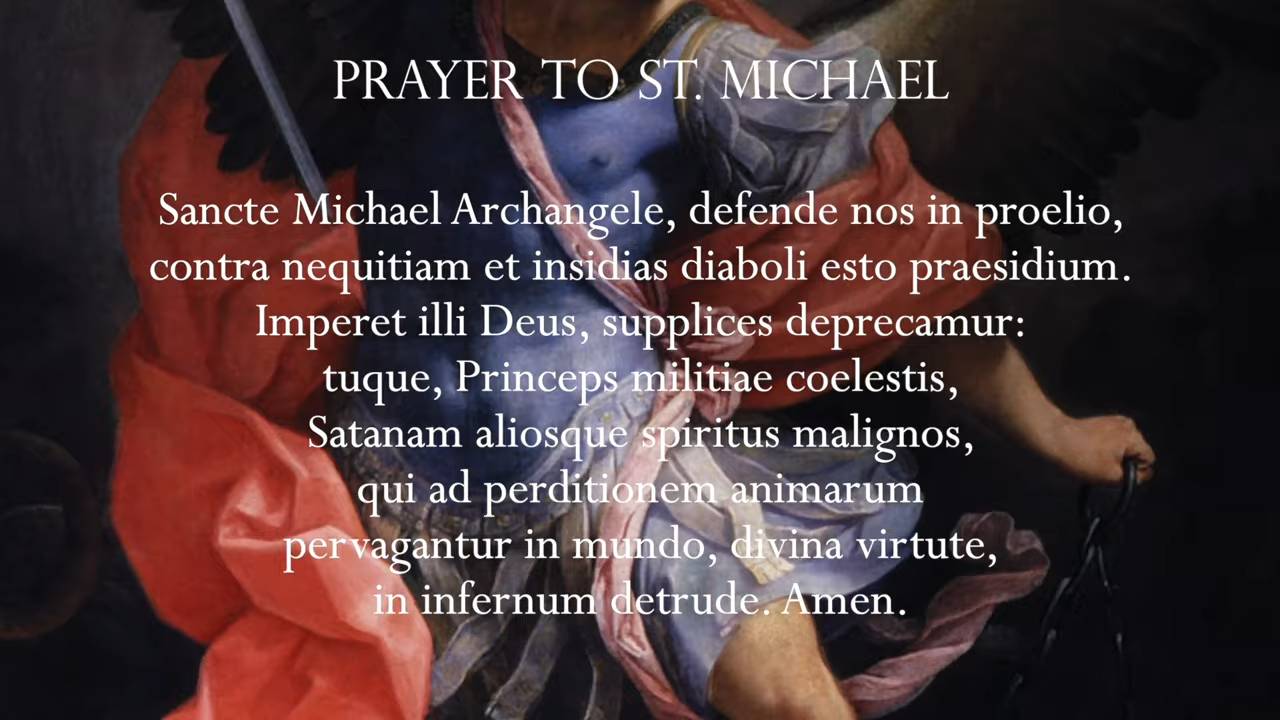 PRAYER TO ST. MICHAEL
Sancte Michael Archangele, defende nos in proelio,
contra nequitiam et insidias diaboli esto praesidium.
Imperet illi Deus, supplices deprecamur:
tuque, Princeps militiae coelestis,
Satanam aliosque spiritus malignos,
qui ad perditionem animarum
pervagantur in mundo, divina virtute,
in infernum detrude. Amen.